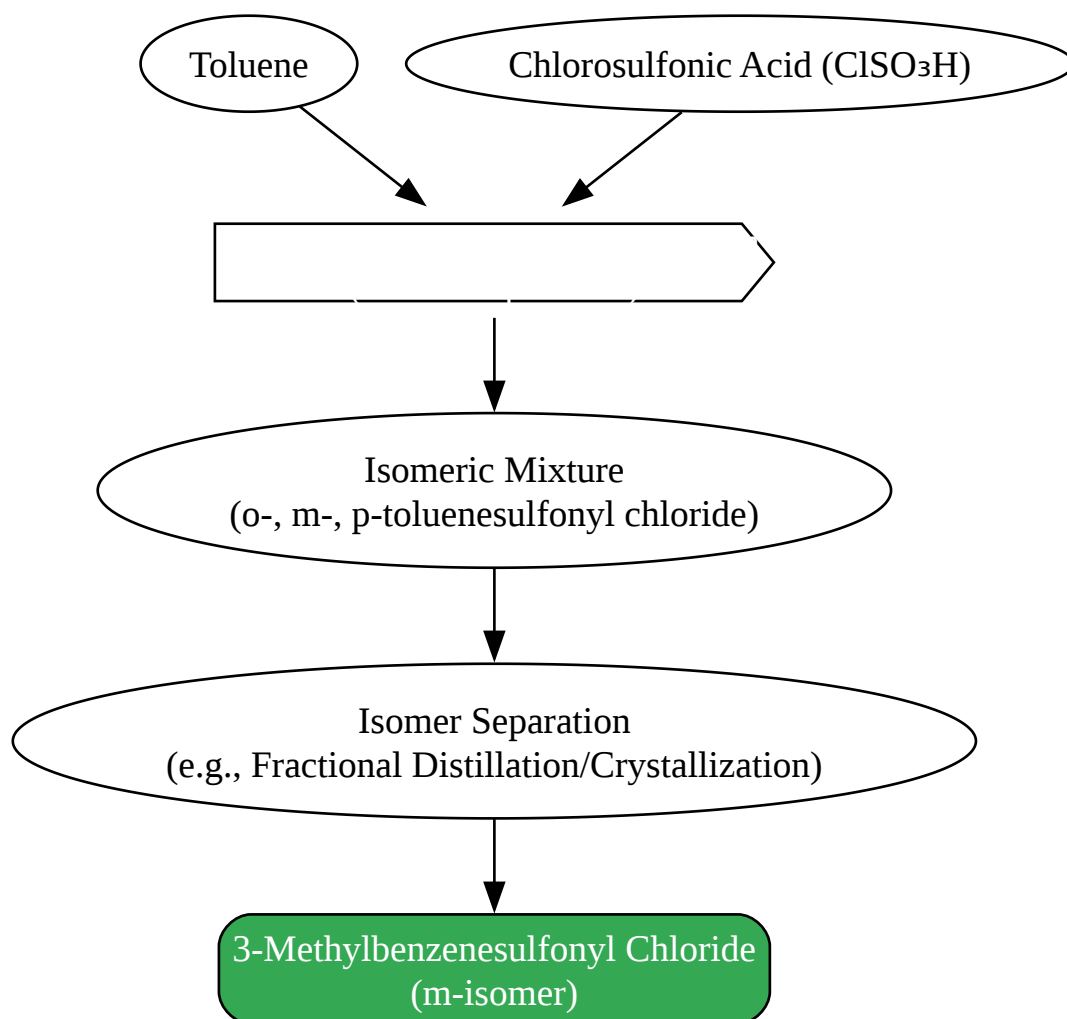 Toluene
Chlorosulfonic Acid (ClSO₃H)
Isomeric Mixture
(o-, m-, p-toluenesulfonyl chloride)
Isomer Separation
(e.g., Fractional Distillation/Crystallization)
3-Methylbenzenesulfonyl Chloride
(m-isomer)